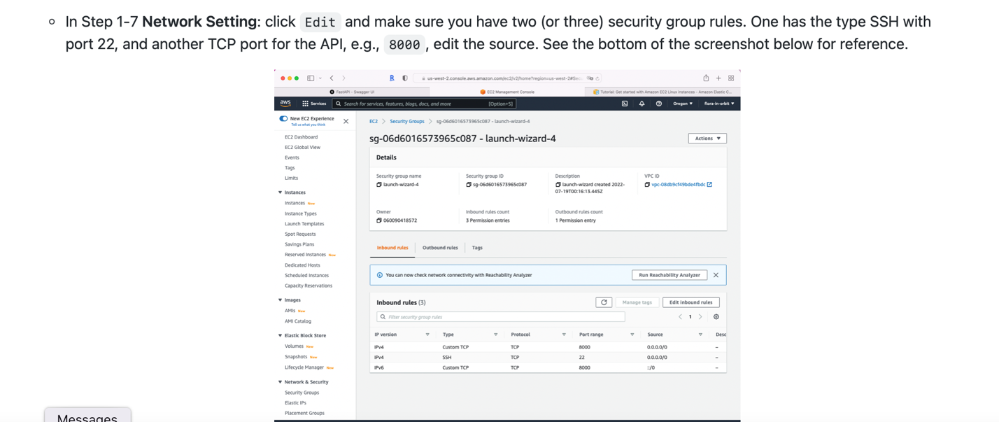 In Step 1-7 Network Setting: click Edit and make sure you have two (or three) security group rules. One has the type SSH with
port 22, and another TCP port for the API, e.g., 8000, edit the source. See the bottom of the screenshot below for reference.
us-west-2.console.aws.amazon.com/ec2/v2/home?region=us-west-2#Sec
FastAPI - Swagger UI EC2 Management Console Tutorial: Get started with Amazon EC2 Linux instances - Amazon Elastic C...
aws Services Search for services, features, blogs, docs, and more [Option+S] Oregon flora-in-orbit
New EC2 Experience
Tell us what you think
EC2 Dashboard
EC2 Global View
Events
Tags
Limits
Instances
Instances New
Instance Types
Launch Templates
Spot Requests
Savings Plans
Reserved Instances New
Dedicated Hosts
Scheduled Instances
Capacity Reservations
Images
AMIs New
AMI Catalog
Elastic Block Store
Volumes New
Snapshots New
Lifecycle Manager New
Network & Security
Security Groups
Elastic IPs
Placement Groups
EC2 > Security Groups > sg-06d6016573965c087 - launch-wizard-4
sg-06d6016573965c087 - launch-wizard-4 Actions
Details
Security group name Security group ID Description VPC ID
launch-wizard-4 sg-06d6016573965c087 launch-wizard created 2022- vpc-08db9cf49bde4fbdc
07-19T00:16:13.445Z
Owner Inbound rules count Outbound rules count
060090418572 3 Permission entries 1 Permission entry
Inbound rules Outbound rules Tags
You can now check network connectivity with Reachability Analyzer Run Reachability Analyzer
Inbound rules (3) Manage tags Edit inbound rules
Filter security group rules 1
IP version Type Protocol Port range Source Desc
IPv4 Custom TCP TCP 8000 0.0.0.0/0 –
IPv4 SSH TCP 22 0.0.0.0/0 –
IPv6 Custom TCP TCP 8000 ::/0 –
Messages